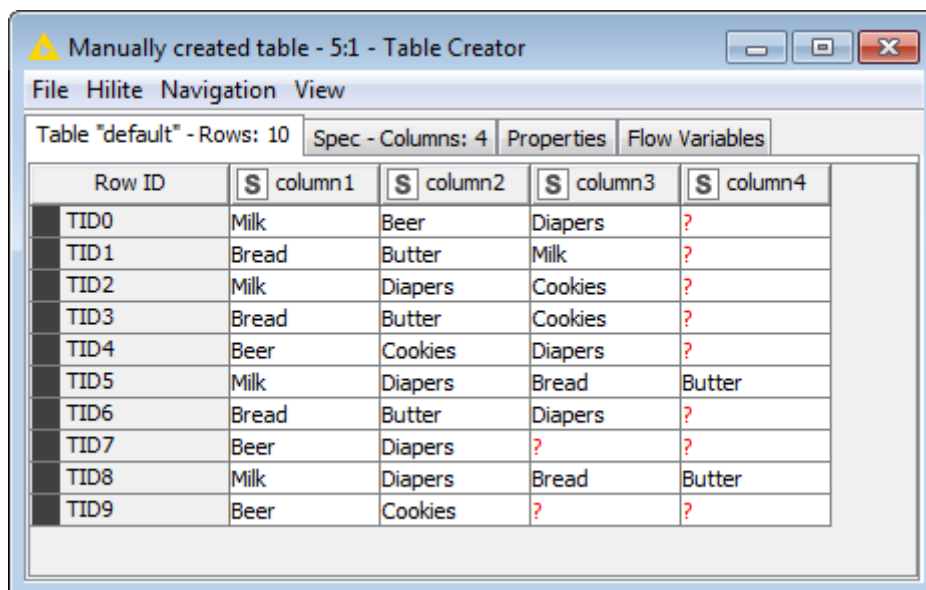 Manually created table - 5:1 - Table Creator
File Hilite Navigation View
Table "default" - Rows: 10 Spec - Columns: 4 Properties Flow Variables
Row ID S column1 S column2 S column3 S column4
TID0 Milk Beer Diapers ?
TID1 Bread Butter Milk ?
TID2 Milk Diapers Cookies ?
TID3 Bread Butter Cookies ?
TID4 Beer Cookies Diapers ?
TID5 Milk Diapers Bread Butter
TID6 Bread Butter Diapers ?
TID7 Beer Diapers ? ?
TID8 Milk Diapers Bread Butter
TID9 Beer Cookies ? ?